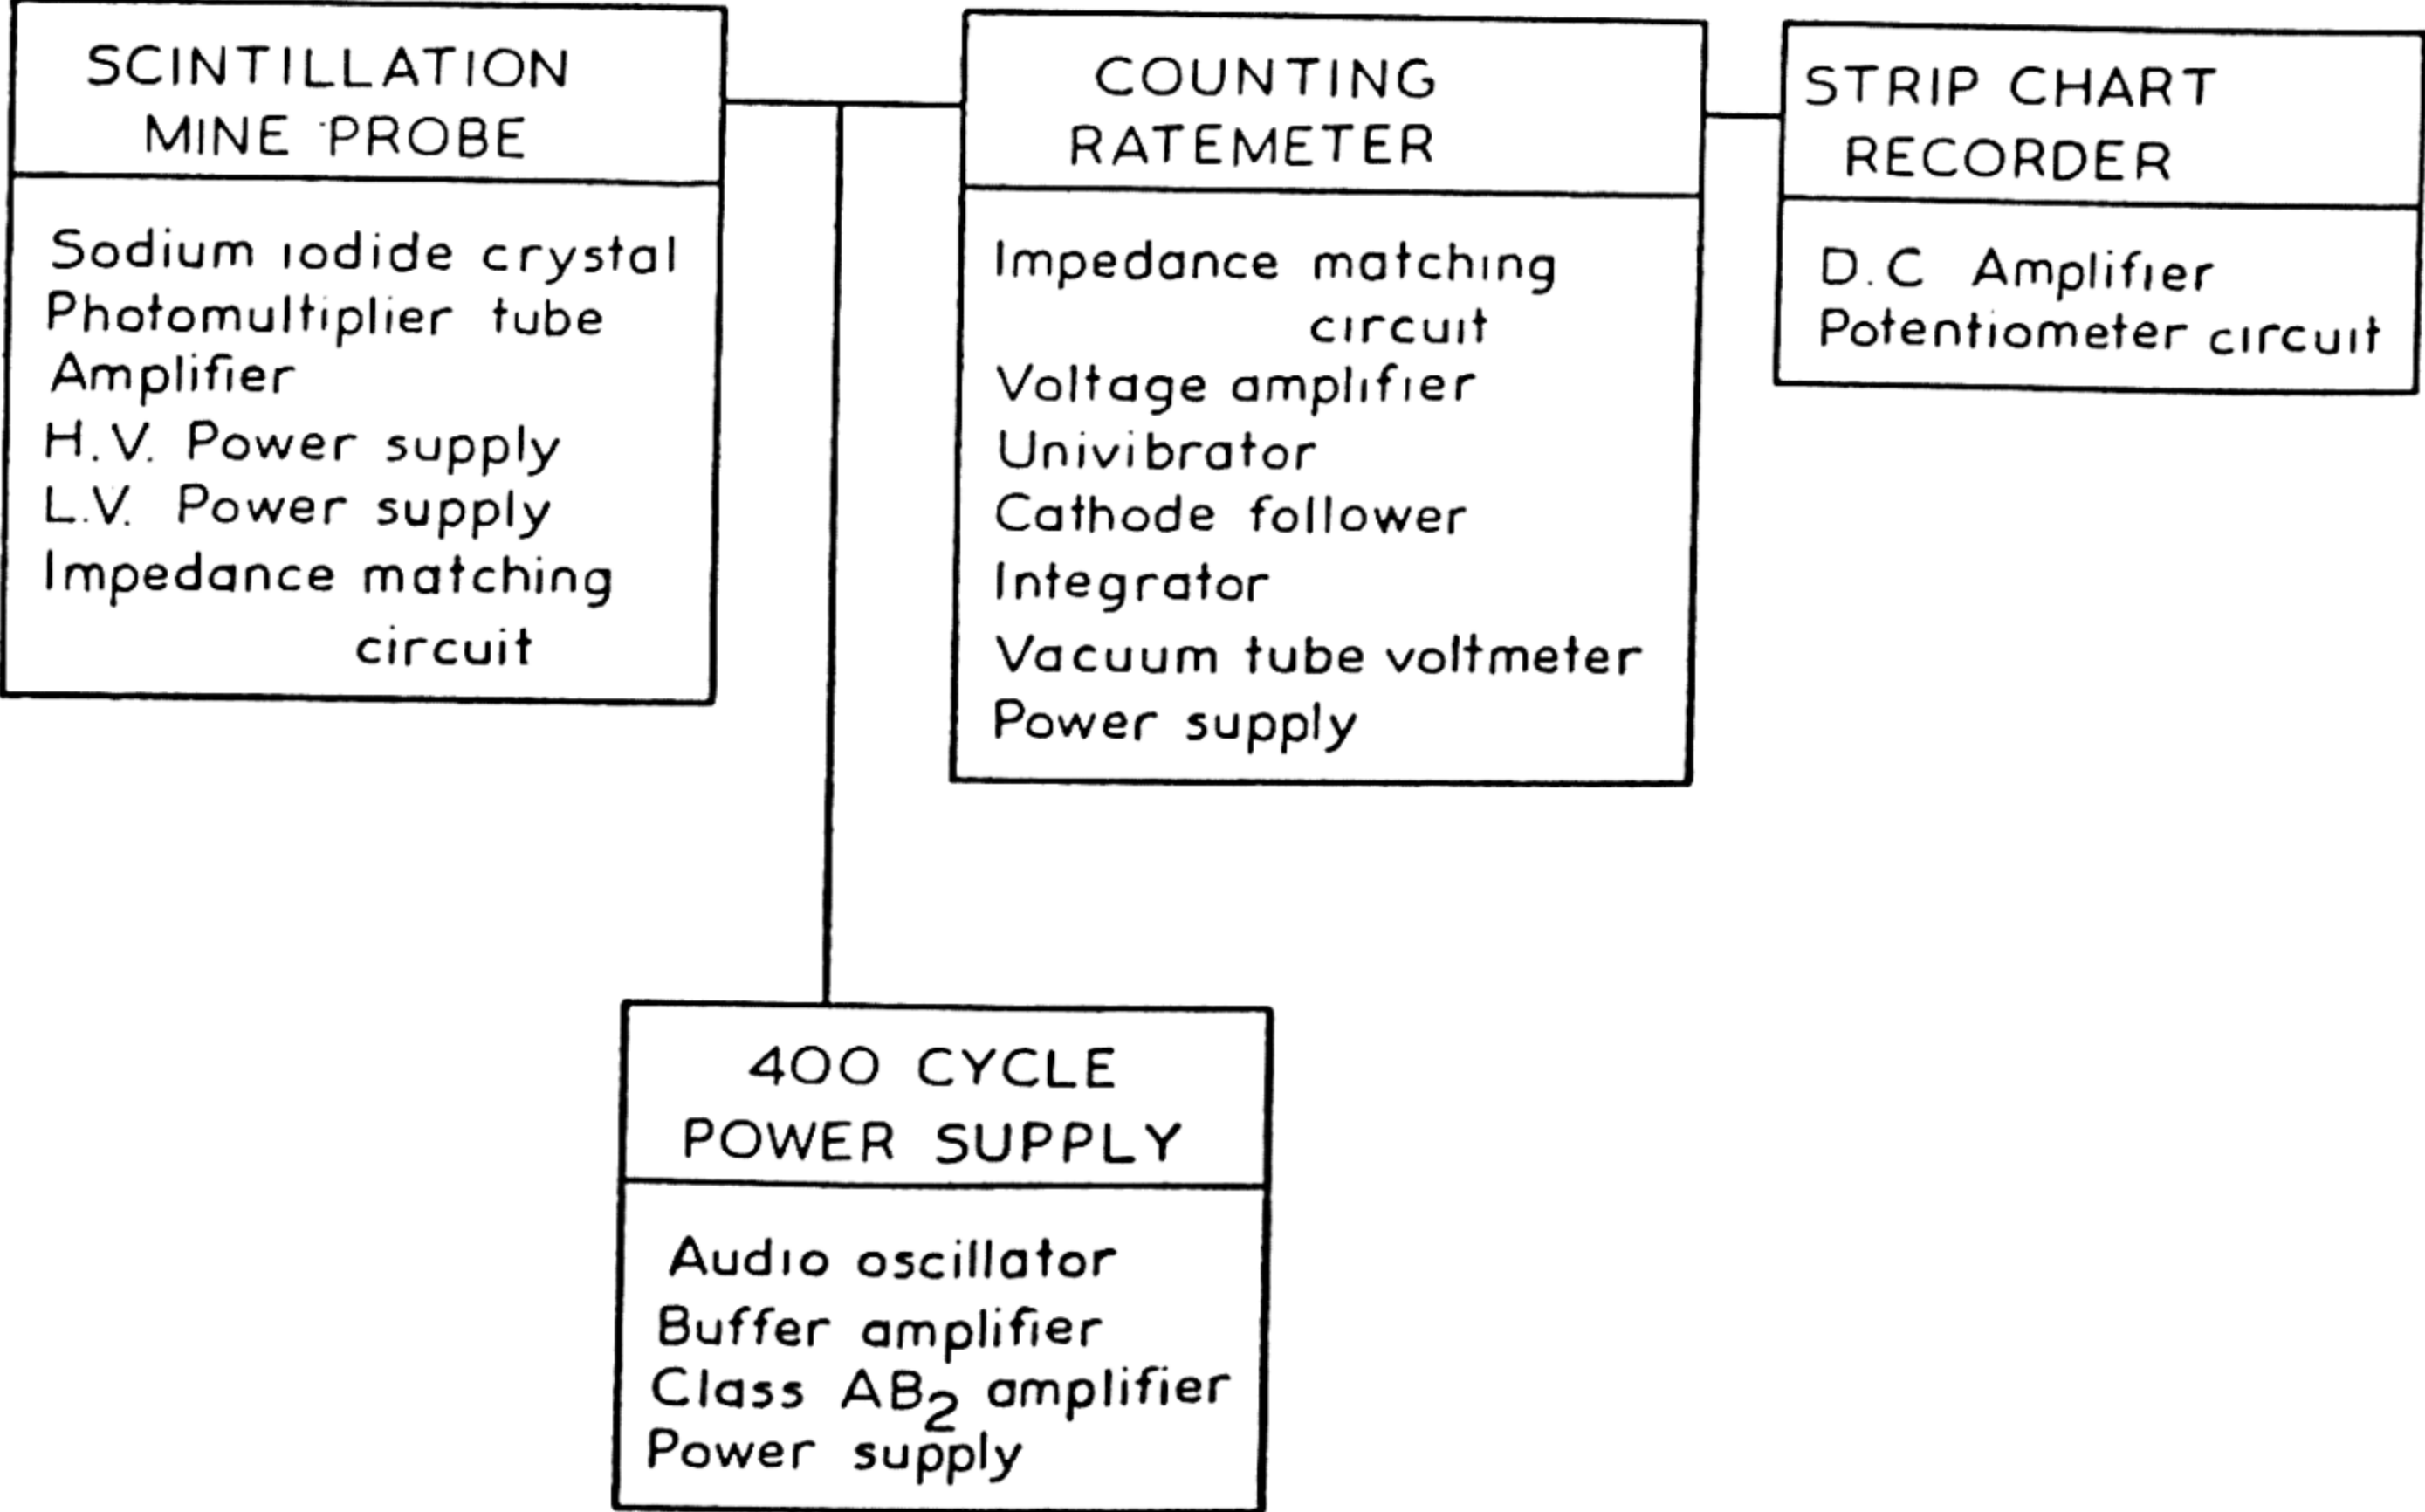 SCINTILLATION
MINE PROBE
Sodium iodide crystal
Photomultiplier tube
Amplifier
H.V. Power supply
L.V. Power supply
Impedance matching
circuit
COUNTING
RATEMETER
Impedance matching
circuit
Voltage amplifier
Univibrator
Cathode follower
Integrator
Vacuum tube voltmeter
Power supply
STRIP CHART
RECORDER
D.C Amplifier
Potentiometer circuit
400 CYCLE
POWER SUPPLY
Audio oscillator
Buffer amplifier
Class AB₂ amplifier
Power supply